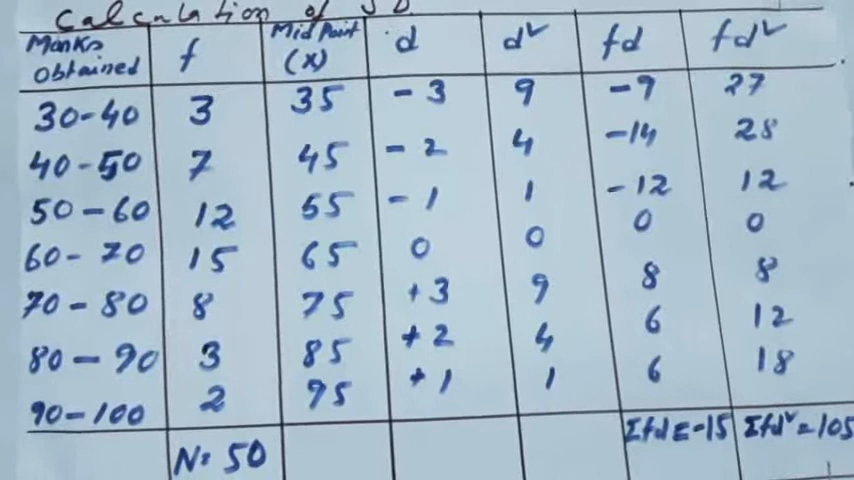 Calculation of SD
Marks Obtained f Mid Point (x) d d² fd fd²
30-40 3 35 -3 9 -9 27
40-50 7 45 -2 4 -14 28
50-60 12 55 -1 1 -12 12
60-70 15 65 0 0 0 0
70-80 8 75 +3 9 8 8
80-90 3 85 +2 4 6 12
90-100 2 95 +1 1 6 18
N=50 Σfd=-15 Σfd²=105